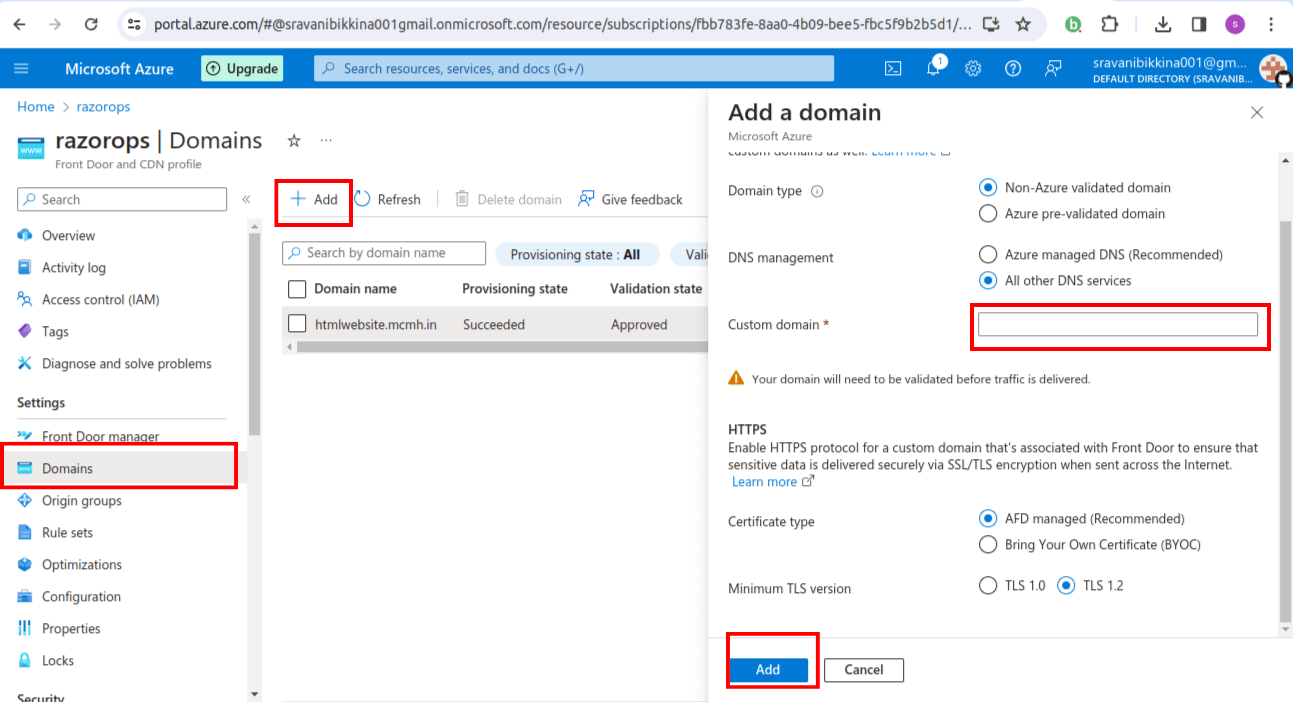 portal.azure.com/#@sravanibikkina001gmail.onmicrosoft.com/resource/subscriptions/fbb783fe-8aa0-4b09-bee5-fbc5f9b2b5d1/...
b
s
Microsoft Azure
Upgrade
Search resources, services, and docs (G+/)
1
sravanibikkina001@gm...
DEFAULT DIRECTORY (SRAVANIB...
Home > razorops
www
razorops | Domains
...
Front Door and CDN profile
Search
«
Overview
Activity log
Access control (IAM)
Tags
Diagnose and solve problems
Settings
Front Door manager
Domains
Origin groups
Rule sets
Optimizations
Configuration
Properties
Locks
Security
Add
Refresh
Delete domain
Give feedback
Search by domain name
Provisioning state : All
Vali
Domain name Provisioning state Validation state
htmlwebsite.mcmh.in Succeeded Approved
Add a domain
Microsoft Azure
custom domains as well. Learn more
Domain type
Non-Azure validated domain
Azure pre-validated domain
DNS management
Azure managed DNS (Recommended)
All other DNS services
Custom domain *
Your domain will need to be validated before traffic is delivered.
HTTPS
Enable HTTPS protocol for a custom domain that's associated with Front Door to ensure that
sensitive data is delivered securely via SSL/TLS encryption when sent across the Internet.
Learn more
Certificate type
AFD managed (Recommended)
Bring Your Own Certificate (BYOC)
Minimum TLS version
TLS 1.0 TLS 1.2
Add
Cancel